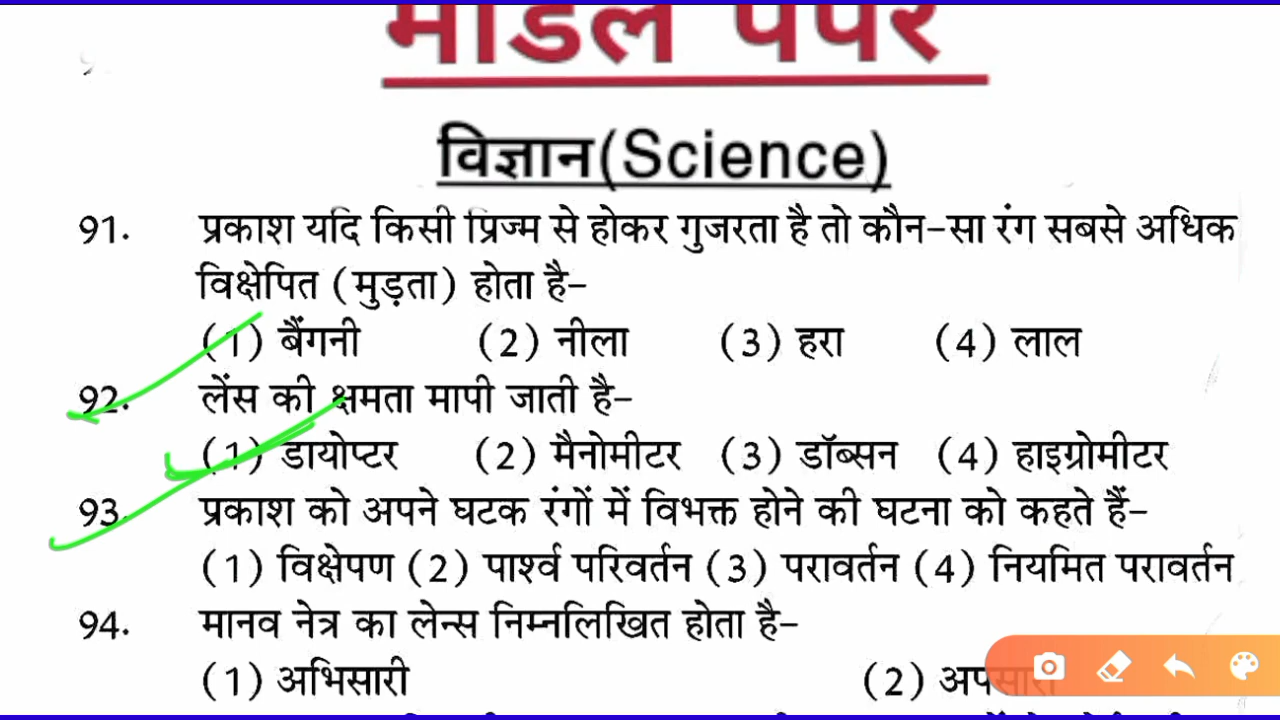 मॉडल पेपर
विज्ञान(Science)
91. प्रकाश यदि किसी प्रिज्म से होकर गुजरता है तो कौन-सा रंग सबसे अधिक
विक्षेपित (मुड़ता) होता है-
(1) बैंगनी (2) नीला (3) हरा (4) लाल
92. लेंस की क्षमता मापी जाती है-
(1) डायोप्टर (2) मैनोमीटर (3) डॉब्सन (4) हाइग्रोमीटर
93. प्रकाश को अपने घटक रंगों में विभक्त होने की घटना को कहते हैं-
(1) विक्षेपण (2) पार्श्व परिवर्तन (3) परावर्तन (4) नियमित परावर्तन
94. मानव नेत्र का लेन्स निम्नलिखित होता है-
(1) अभिसारी (2) अपसारी